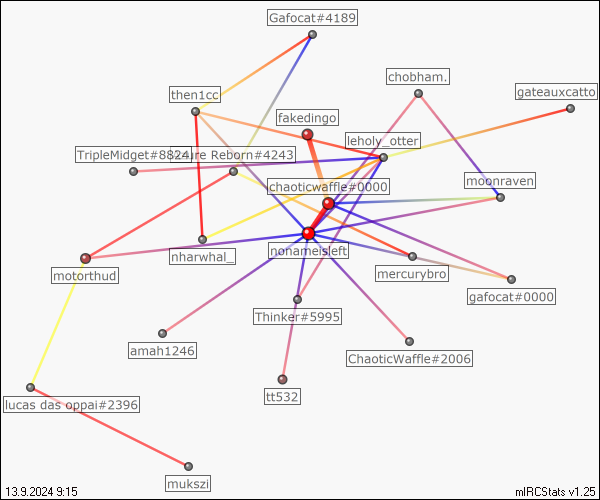 Gafocat#4189
chobham.
gateauxcatto
then1cc
fakedingo
leholy_otter
TripleMidget#8824
Reborn#4243
chaoticwaffle#0000
moonraven
nharwhal_
nonameisleft
motorthud
mercurybro
gafocat#0000
Thinker#5995
amah1246
ChaoticWaffle#2006
tt532
lucas das oppai#2396
mukszi
13.9.2024 9:15
mIRCStats v1.25